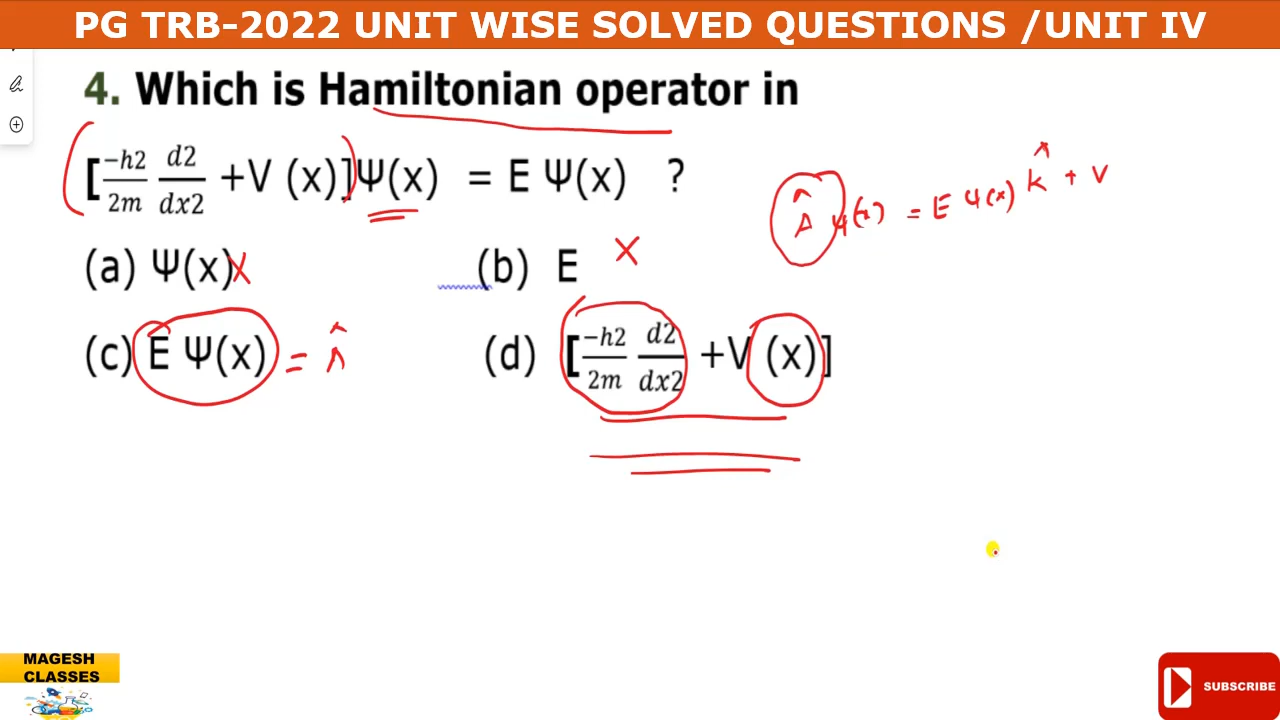 PG TRB-2022 UNIT WISE SOLVED QUESTIONS /UNIT IV
4. Which is Hamiltonian operator in
[-h2/2m d2/dx2 +V (x)]Ψ(x) = E Ψ(x) ?
Ψ(x) = E Ψ(x) K̂ + V
(a) Ψ(x) X
(b) E X
(c) E Ψ(x) =
(d) [-h2/2m d2/dx2 +V (x)]
MAGESH
CLASSES
SUBSCRIBE